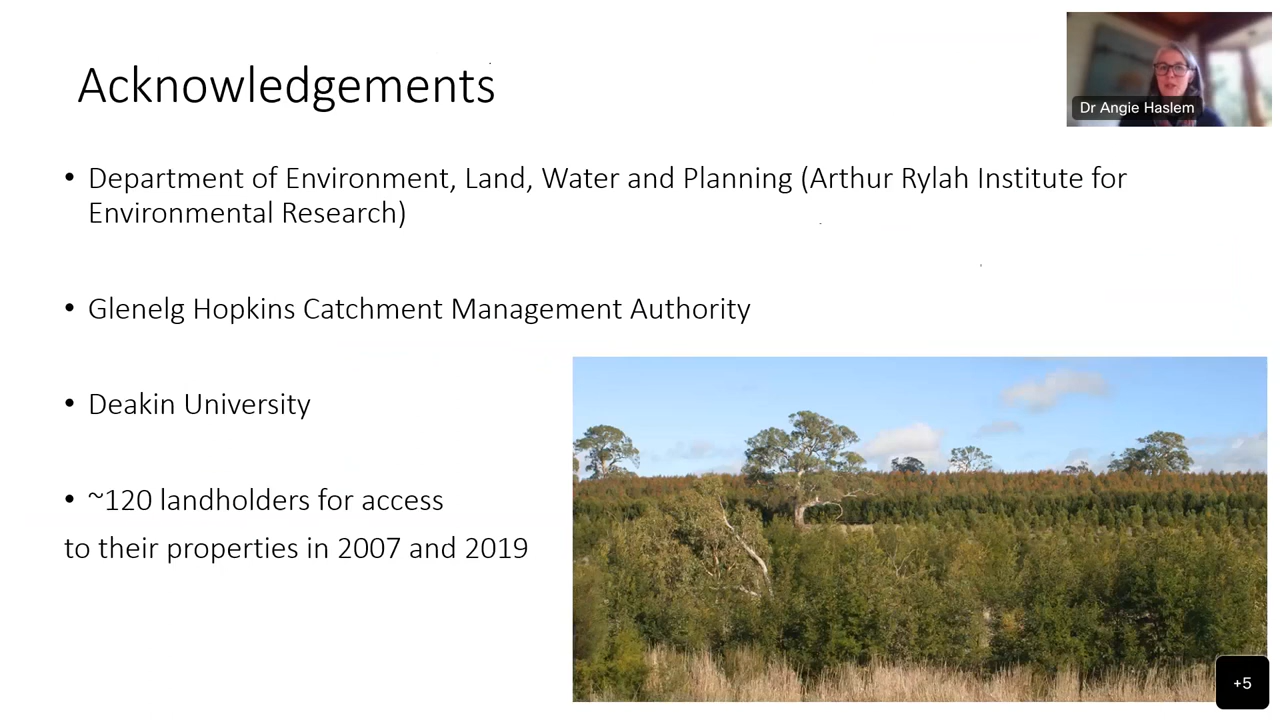 Acknowledgements
Dr Angie Haslem
• Department of Environment, Land, Water and Planning (Arthur Rylah Institute for
Environmental Research)
• Glenelg Hopkins Catchment Management Authority
• Deakin University
• ~120 landholders for access
to their properties in 2007 and 2019
+5